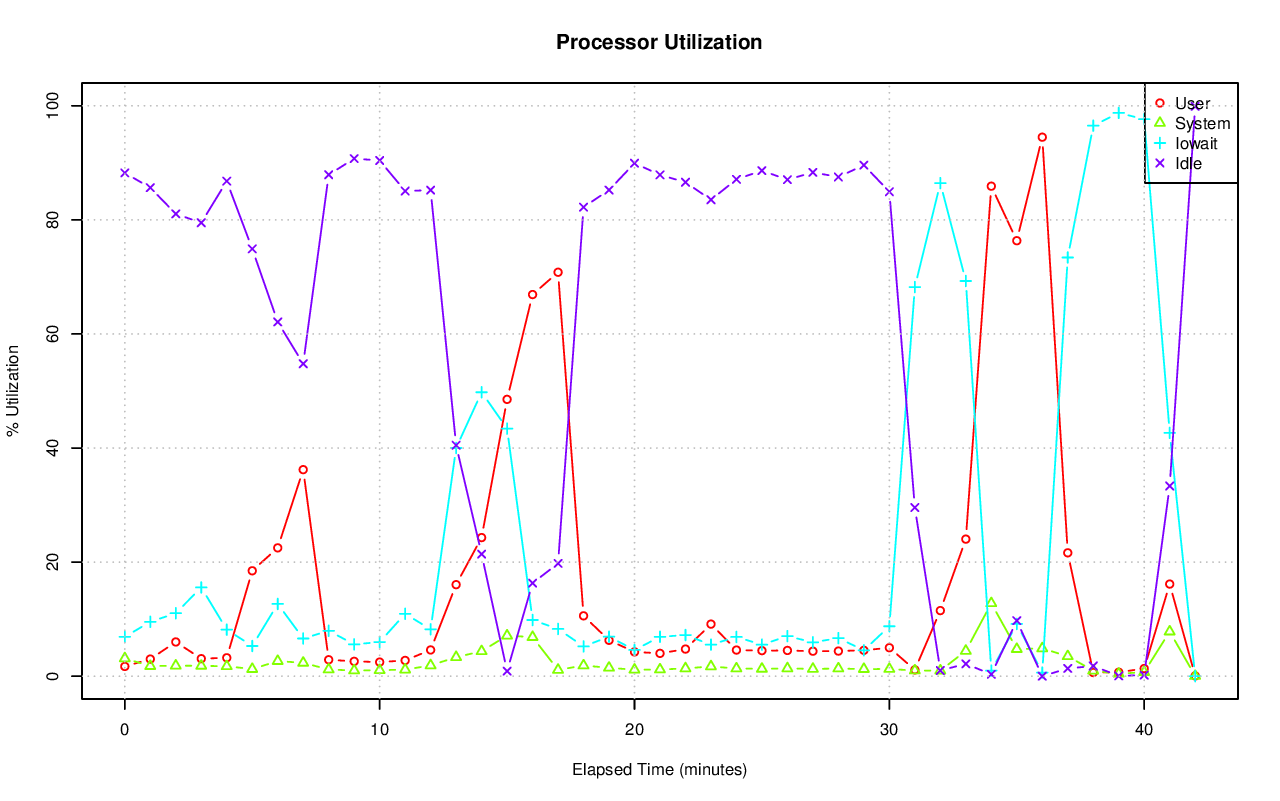 Processor Utilization
100
80
60
40
20
0
% Utilization
User
System
Iowait
Idle
0 10 20 30 40
Elapsed Time (minutes)